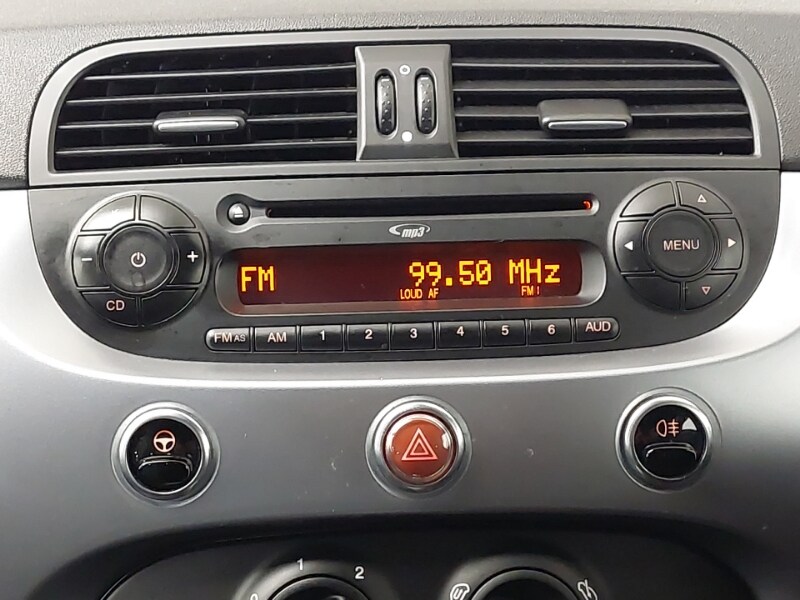 mp3
MENU
FM 99.50 MHz
LOUD AF FM1
CD
FM AS AM 1 2 3 4 5 6 AUD
0 1 2